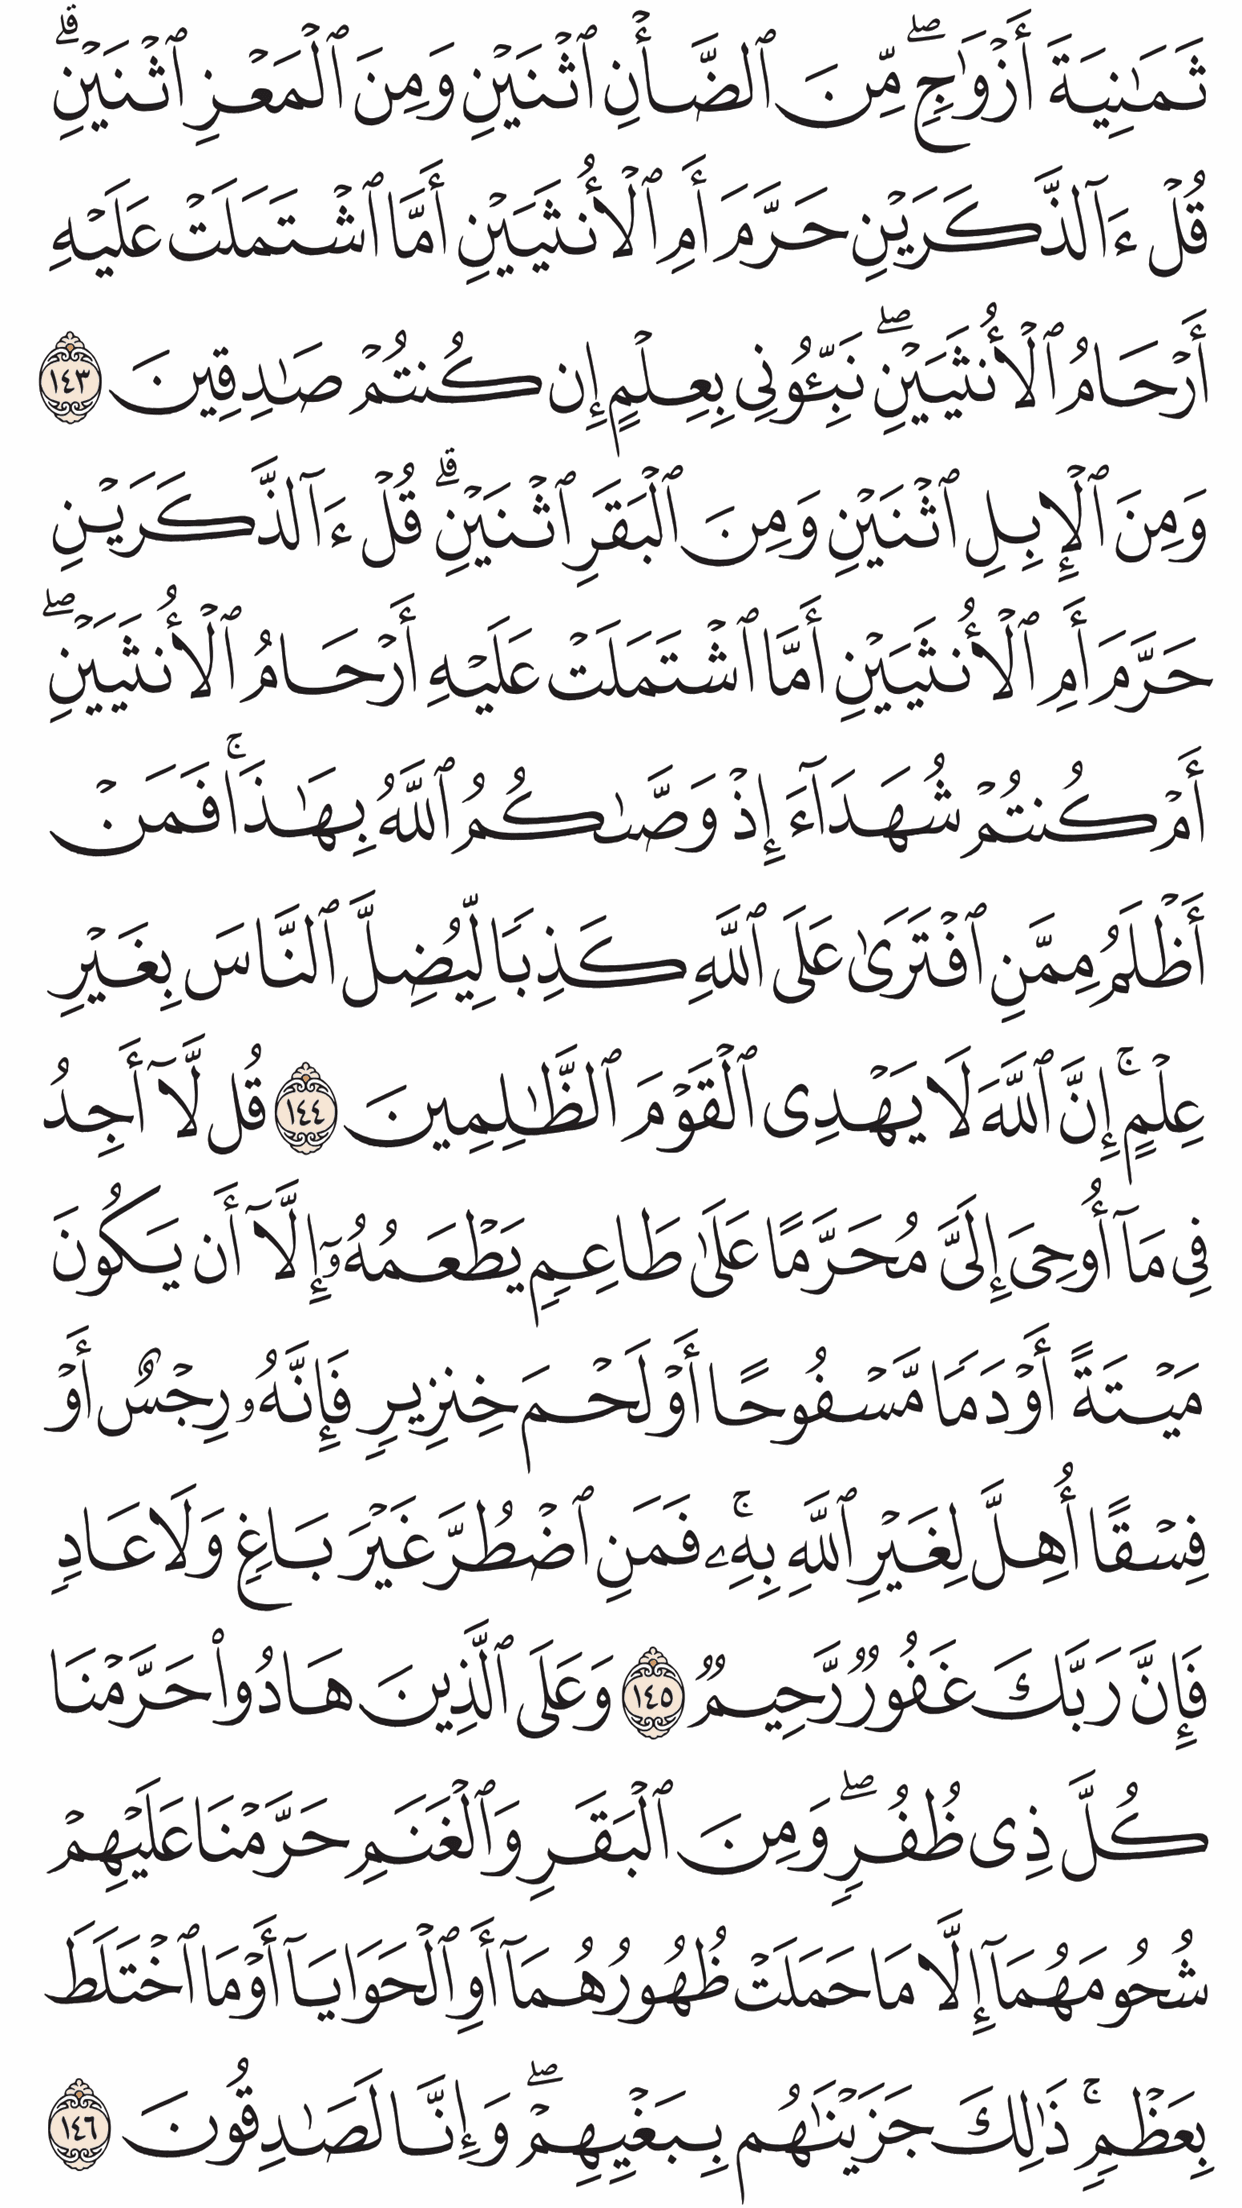 ثَمَٰنِيَةَ أَزۡوَٰجٖۖ مِّنَ ٱلضَّأۡنِ ٱثۡنَيۡنِ وَمِنَ ٱلۡمَعۡزِ ٱثۡنَيۡنِۗ
قُلۡ ءَآلذَّكَرَيۡنِ حَرَّمَ أَمِ ٱلۡأُنثَيَيۡنِ أَمَّا ٱشۡتَمَلَتۡ عَلَيۡهِ
أَرۡحَامُ ٱلۡأُنثَيَيۡنِۖ نَبِّـُٔونِي بِعِلۡمٍ إِن كُنتُمۡ صَٰدِقِينَ ١٤٣
وَمِنَ ٱلۡإِبِلِ ٱثۡنَيۡنِ وَمِنَ ٱلۡبَقَرِ ٱثۡنَيۡنِۗ قُلۡ ءَآلذَّكَرَيۡنِ
حَرَّمَ أَمِ ٱلۡأُنثَيَيۡنِ أَمَّا ٱشۡتَمَلَتۡ عَلَيۡهِ أَرۡحَامُ ٱلۡأُنثَيَيۡنِۖ
أَمۡ كُنتُمۡ شُهَدَآءَ إِذۡ وَصَّىٰكُمُ ٱللَّهُ بِهَٰذَاۚ فَمَنۡ
أَظۡلَمُ مِمَّنِ ٱفۡتَرَىٰ عَلَى ٱللَّهِ كَذِبٗا لِّيُضِلَّ ٱلنَّاسَ بِغَيۡرِ
عِلۡمٍۚ إِنَّ ٱللَّهَ لَا يَهۡدِي ٱلۡقَوۡمَ ٱلظَّٰلِمِينَ ١٤٤ قُل لَّآ أَجِدُ
فِي مَآ أُوحِيَ إِلَيَّ مُحَرَّمًا عَلَىٰ طَاعِمٖ يَطۡعَمُهُۥٓ إِلَّآ أَن يَكُونَ
مَيۡتَةً أَوۡ دَمٗا مَّسۡفُوحًا أَوۡ لَحۡمَ خِنزِيرٖ فَإِنَّهُۥ رِجۡسٌ أَوۡ
فِسۡقًا أُهِلَّ لِغَيۡرِ ٱللَّهِ بِهِۦۚ فَمَنِ ٱضۡطُرَّ غَيۡرَ بَاغٖ وَلَا عَادٖ
فَإِنَّ رَبَّكَ غَفُورٞ رَّحِيمٞ ١٤٥ وَعَلَى ٱلَّذِينَ هَادُواْ حَرَّمۡنَا
كُلَّ ذِي ظُفُرٖۖ وَمِنَ ٱلۡبَقَرِ وَٱلۡغَنَمِ حَرَّمۡنَا عَلَيۡهِمۡ
شُحُومَهُمَآ إِلَّا مَا حَمَلَتۡ ظُهُورُهُمَآ أَوِ ٱلۡحَوَايَآ أَوۡ مَا ٱخۡتَلَطَ
بِعَظۡمٖۚ ذَٰلِكَ جَزَيۡنَٰهُم بِبَغۡيِهِمۡۖ وَإِنَّا لَصَٰدِقُونَ ١٤٦